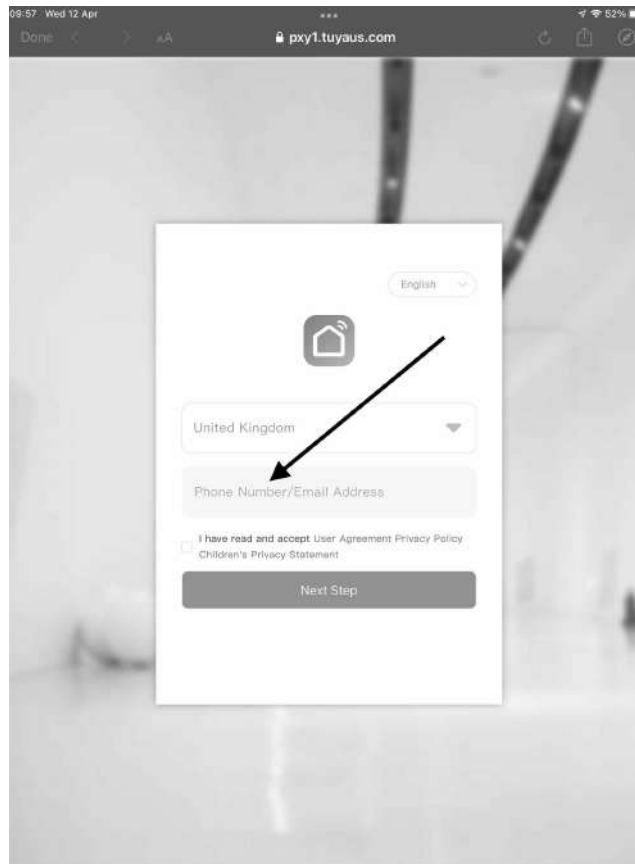 09:57 Wed 12 Apr
52%
Done AA pxy1.tuyaus.com
English
United Kingdom
Phone Number/Email Address
I have read and accept User Agreement Privacy Policy
Children's Privacy Statement
Next Step